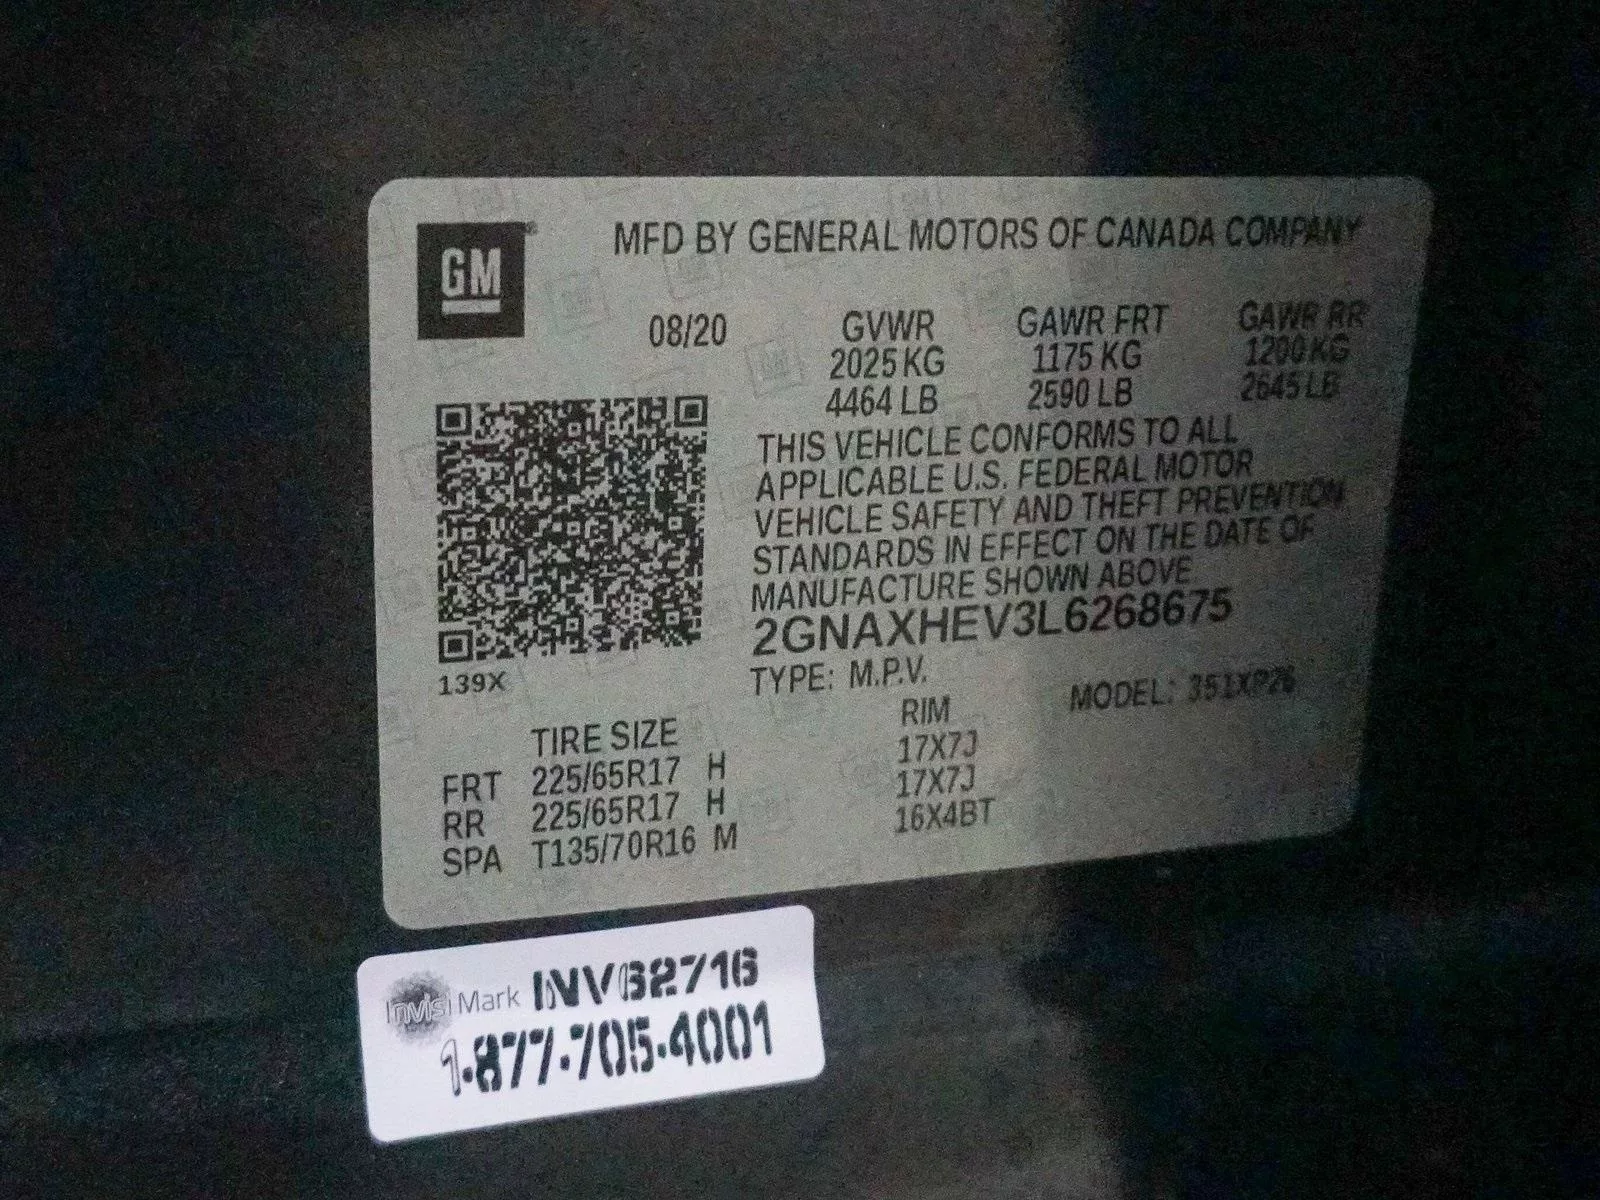 GM
MFD BY GENERAL MOTORS OF CANADA COMPANY
08/20 GVWR GAWR FRT GAWR RR
2025 KG 1175 KG 1200 KG
4464 LB 2590 LB 2645 LB
THIS VEHICLE CONFORMS TO ALL
APPLICABLE U.S. FEDERAL MOTOR
VEHICLE SAFETY AND THEFT PREVENTION
STANDARDS IN EFFECT ON THE DATE OF
MANUFACTURE SHOWN ABOVE
2GNAXHEV3L6268675
139X
TYPE: M.P.V. MODEL: 351XP26
TIRE SIZE RIM
FRT 225/65R17 H 17X7J
RR 225/65R17 H 17X7J
SPA T135/70R16 M 16X4BT
InvisiMark INV62716
1-877-705-4001